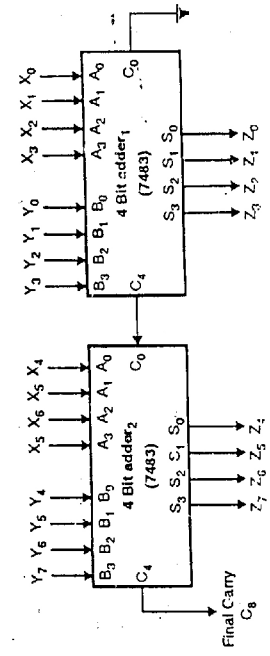 Y₇ Y₆ Y₅ Y₄ X₅ X₆ X₅ X₄ Y₃ Y₂ Y₁ Y₀ X₃ X₂ X₁ X₀
B₃ B₂ B₁ B₀ A₃ A₂ A₁ A₀ B₃ B₂ B₁ B₀ A₃ A₂ A₁ A₀
4 Bit adder₂ 4 Bit adder₁
C₄ (7483) C₀ C₄ (7483) C₀
S₃ S₂ S₁ S₀ S₃ S₂ S₁ S₀
Z₇ Z₆ Z₅ Z₄ Z₃ Z₂ Z₁ Z₀
Final Carry
C₈